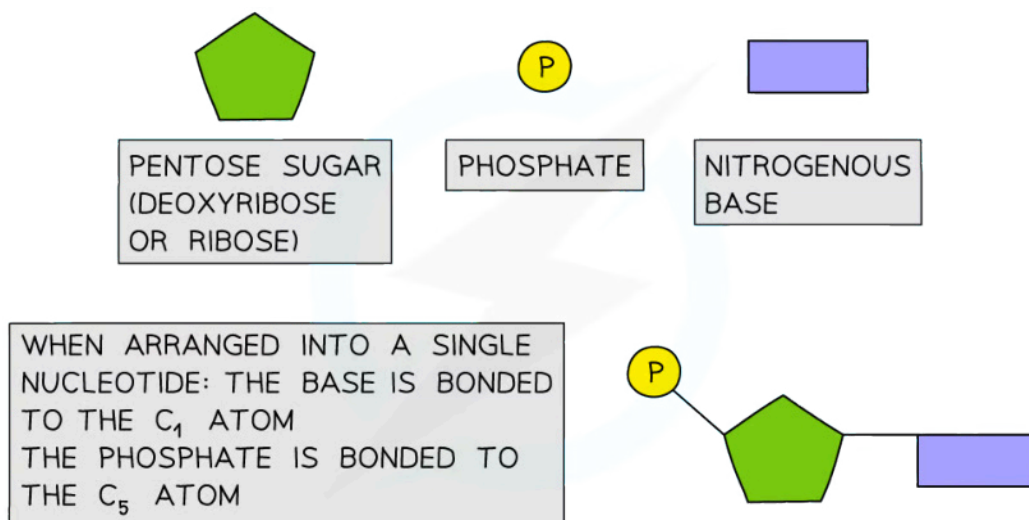 P
PENTOSE SUGAR
(DEOXYRIBOSE
OR RIBOSE)
PHOSPHATE
NITROGENOUS
BASE
WHEN ARRANGED INTO A SINGLE
NUCLEOTIDE: THE BASE IS BONDED
TO THE C₁ ATOM
THE PHOSPHATE IS BONDED TO
THE C₅ ATOM
P